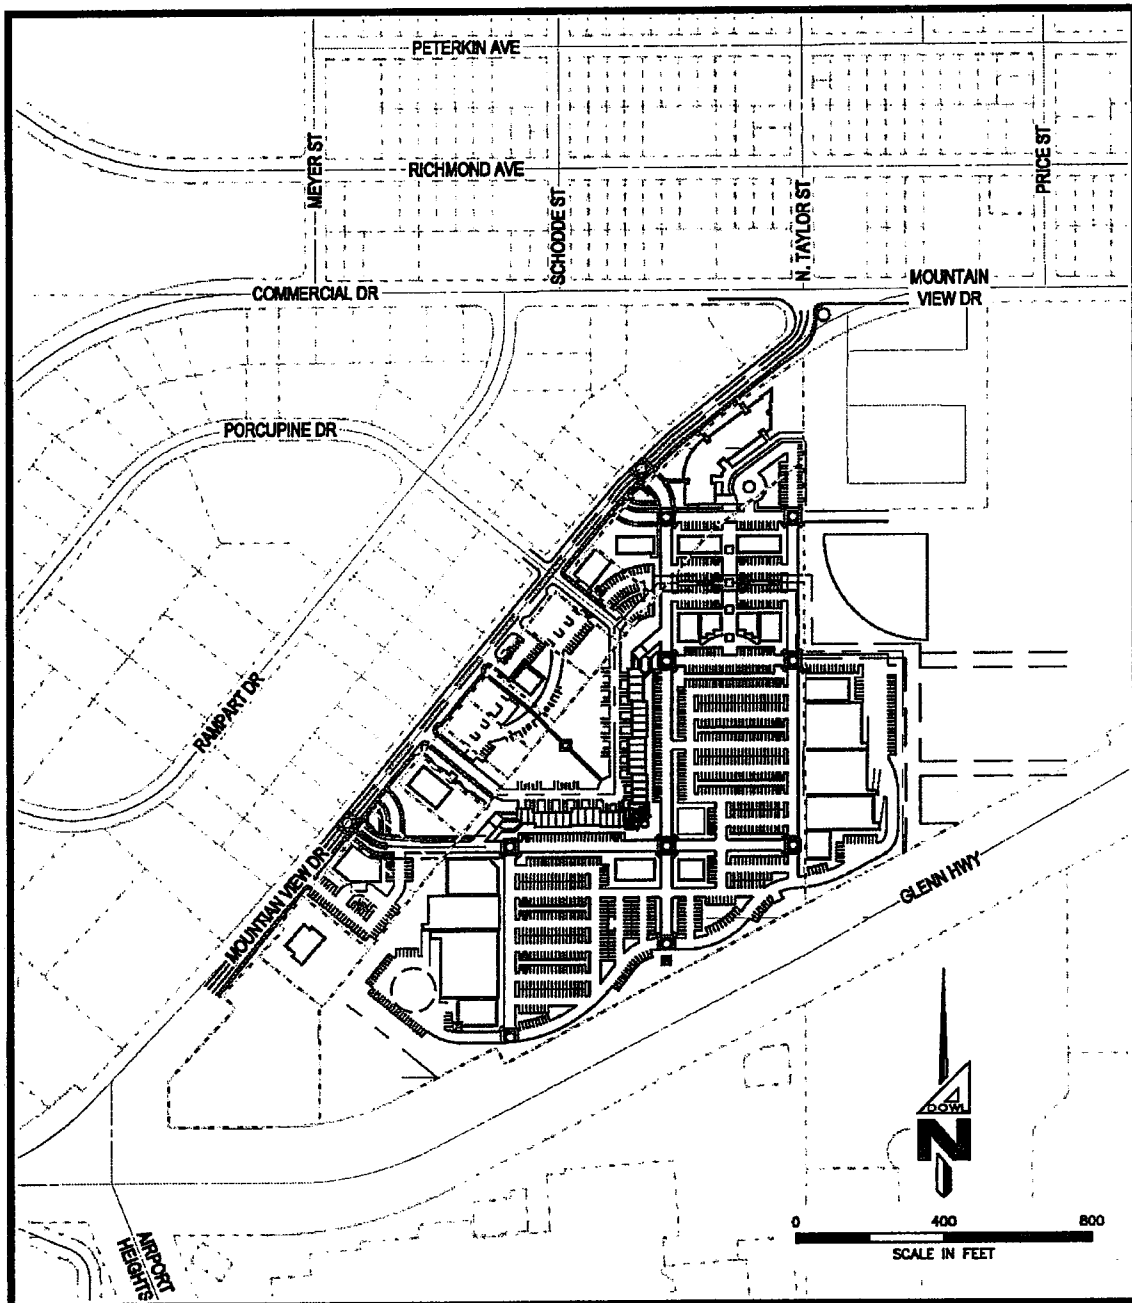 PETERKIN AVE
MEYER ST
RICHMOND AVE
SCHODDE ST
N. TAYLOR ST
PRICE ST
COMMERCIAL DR
MOUNTAIN
VIEW DR
PORCUPINE DR
RAMPART DR
MOUNTIAN VIEW DR
GLENN HWY
DOWL
N
0 400 800
SCALE IN FEET
AIRPORT
HEIGHTS